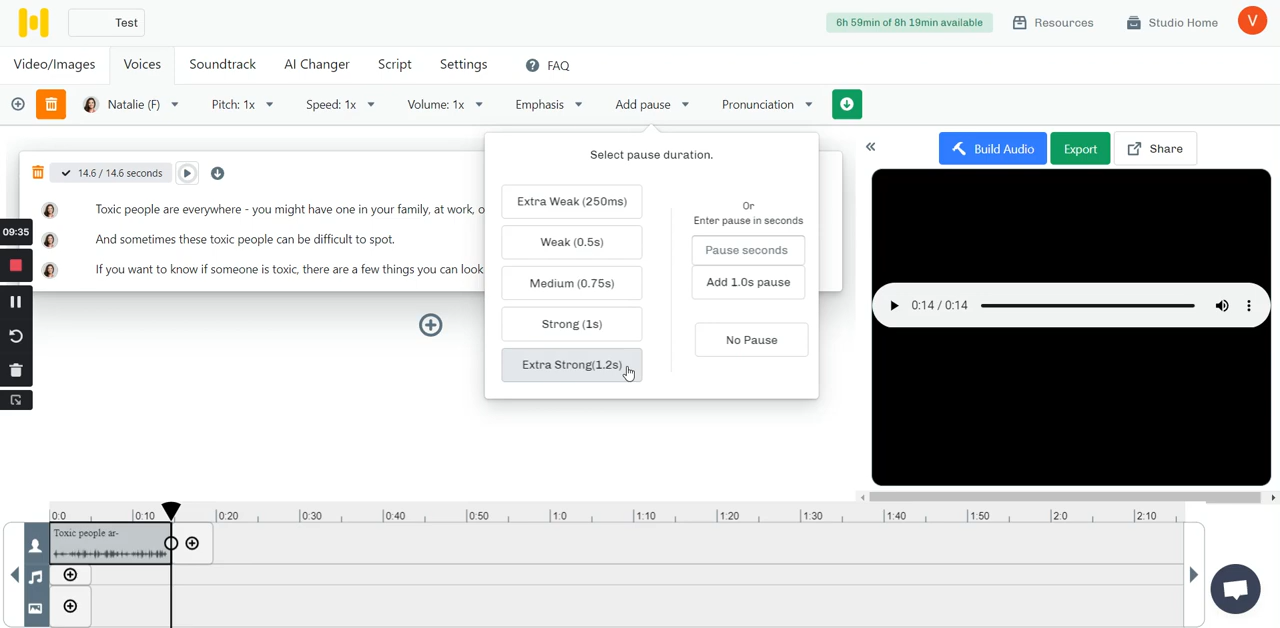 Test
6h 59min of 8h 19min available
Resources
Studio Home
V
Video/Images
Voices
Soundtrack
AI Changer
Script
Settings
FAQ
Natalie (F)
Pitch: 1x
Speed: 1x
Volume: 1x
Emphasis
Add pause
Pronunciation
Select pause duration.
Extra Weak (250ms)
Weak (0.5s)
Medium (0.75s)
Strong (1s)
Extra Strong(1.2s)
Or
Enter pause in seconds
Pause seconds
Add 1.0s pause
No Pause
14.6 / 14.6 seconds
Toxic people are everywhere - you might have one in your family, at work, o
And sometimes these toxic people can be difficult to spot.
If you want to know if someone is toxic, there are a few things you can look
09:35
Build Audio
Export
Share
0:14 / 0:14
0:0
0:10
0:20
0:30
0:40
0:50
1:0
1:10
1:20
1:30
1:40
1:50
2:0
2:10
Toxic people ar-